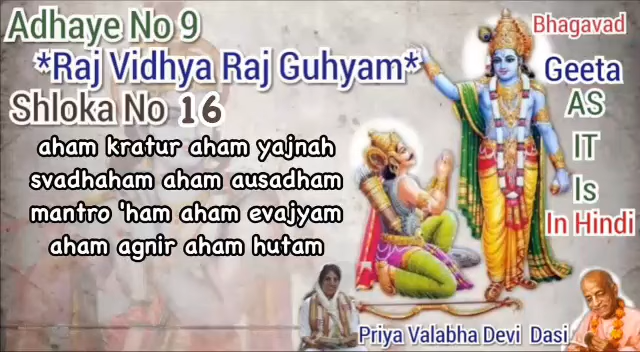 Adhaye No 9
*Raj Vidhya Raj Guhyam*
Shloka No 16
aham kratur aham yajnah
svadhaham aham ausadham
mantro 'ham aham evajyam
aham agnir aham hutam
Bhagavad
Geeta
AS
IT
Is
In Hindi
Priya Valabha Devi Dasi